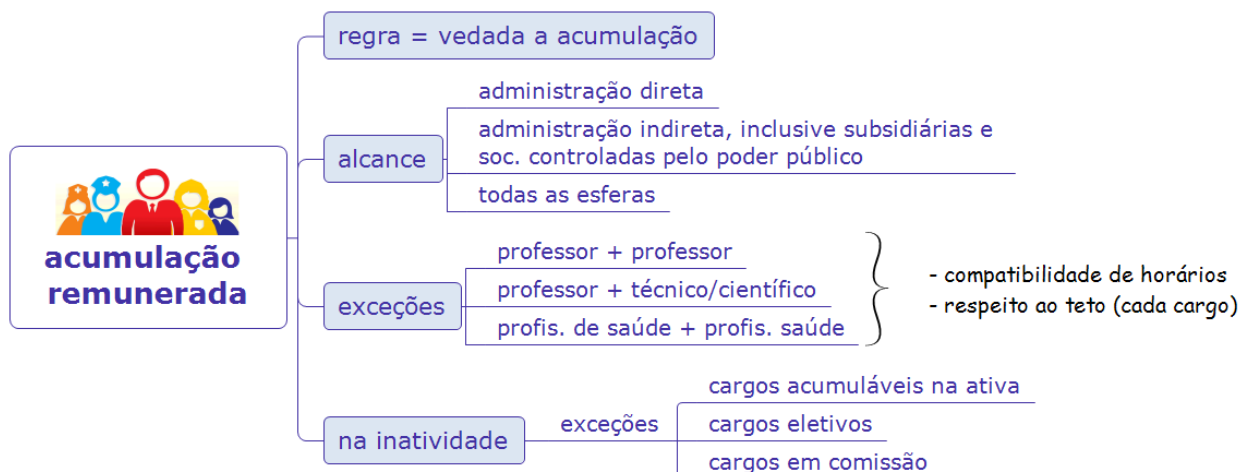 acumulação
remunerada
regra = vedada a acumulação
alcance
administração direta
administração indireta, inclusive subsidiárias e
soc. controladas pelo poder público
todas as esferas
exceções
professor + professor
professor + técnico/científico
profis. de saúde + profis. saúde
- compatibilidade de horários
- respeito ao teto (cada cargo)
na inatividade
exceções
cargos acumuláveis na ativa
cargos eletivos
cargos em comissão